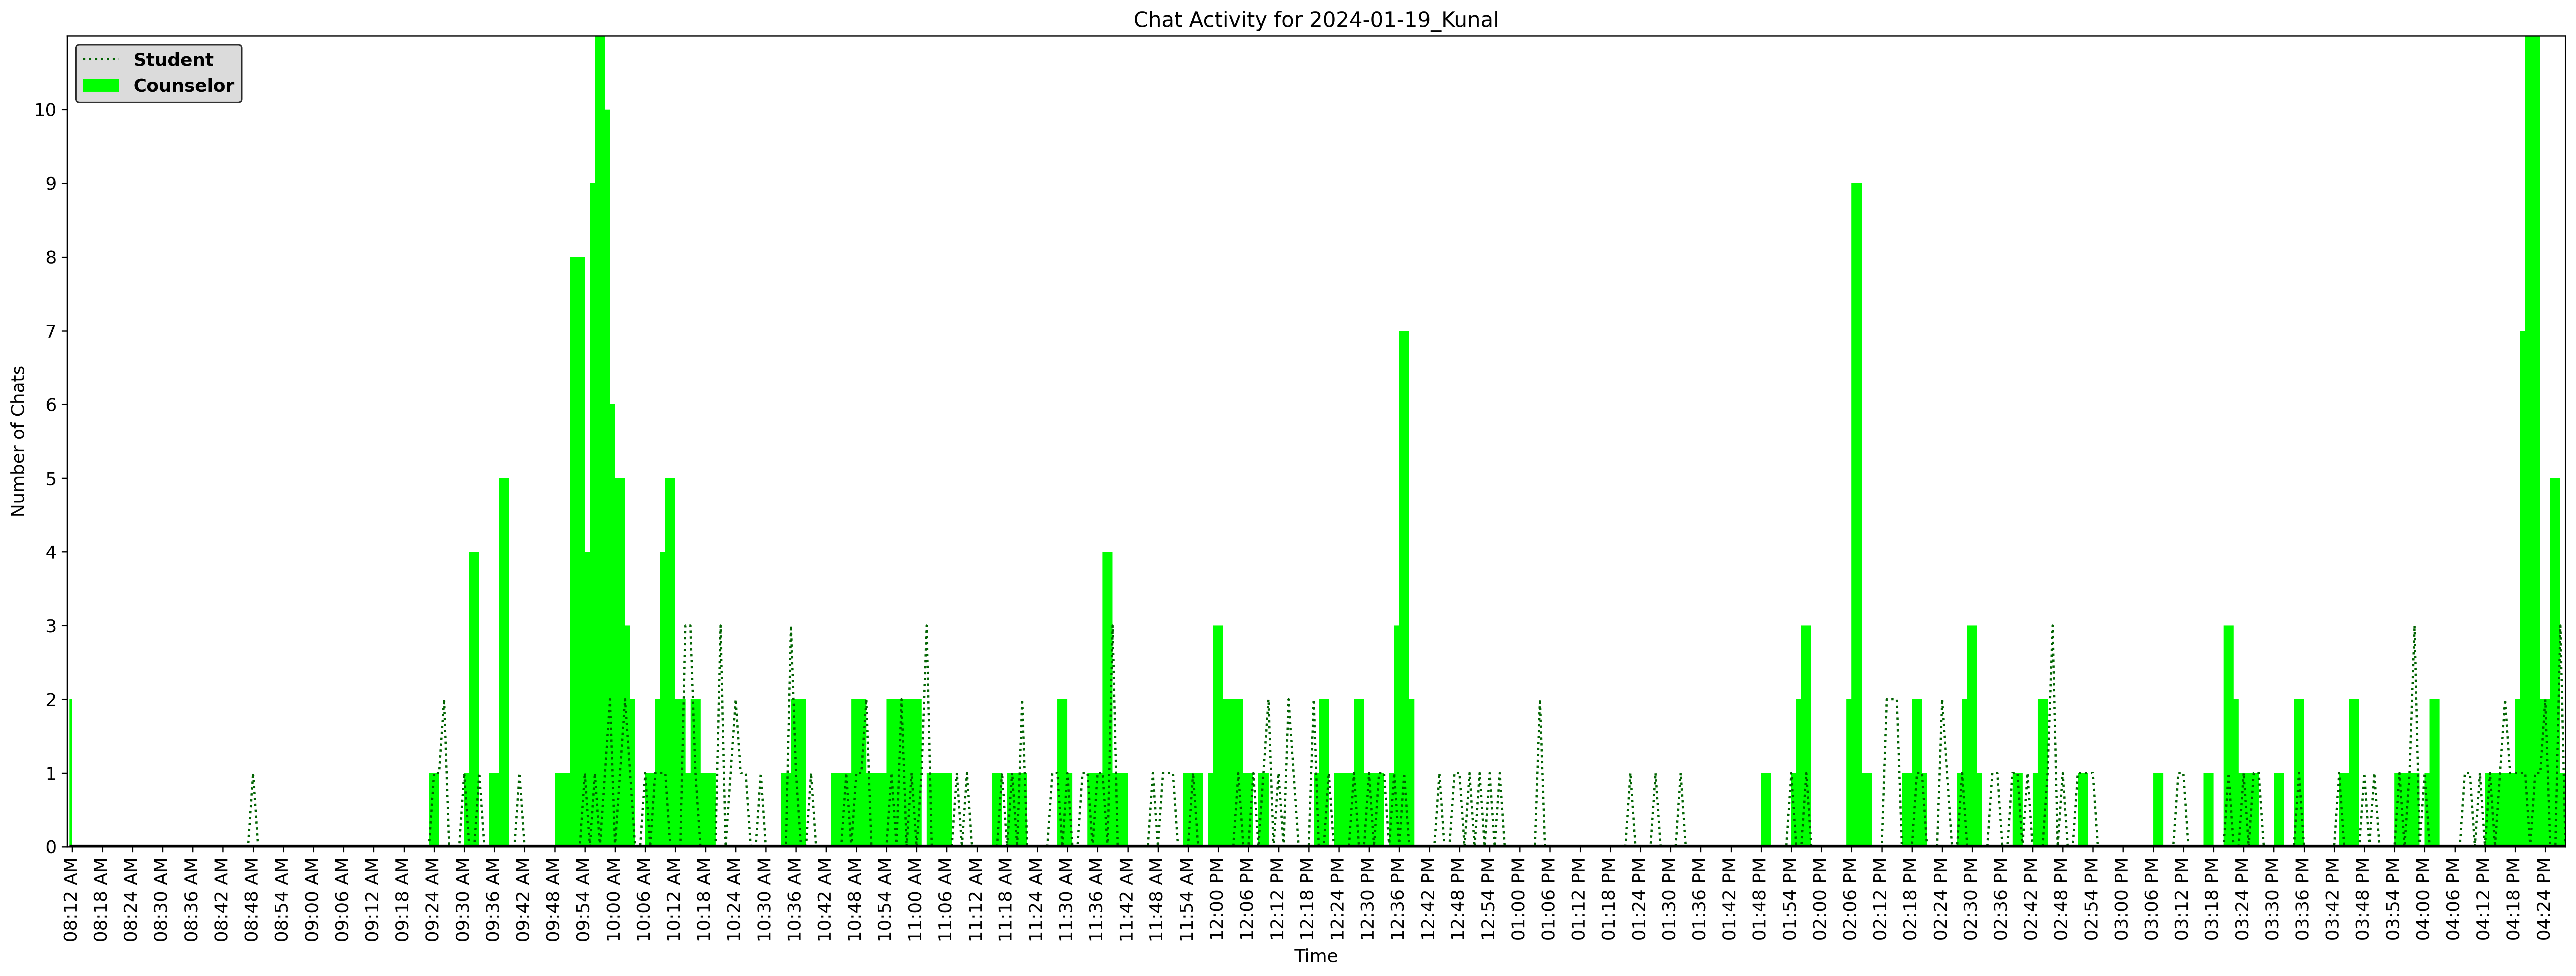 Chat Activity for 2024-01-19_Kunal
Student
Counselor
Number of Chats
10
9
8
7
6
5
4
3
2
1
0
08:12 AM
08:18 AM
08:24 AM
08:30 AM
08:36 AM
08:42 AM
08:48 AM
08:54 AM
09:00 AM
09:06 AM
09:12 AM
09:18 AM
09:24 AM
09:30 AM
09:36 AM
09:42 AM
09:48 AM
09:54 AM
10:00 AM
10:06 AM
10:12 AM
10:18 AM
10:24 AM
10:30 AM
10:36 AM
10:42 AM
10:48 AM
10:54 AM
11:00 AM
11:06 AM
11:12 AM
11:18 AM
11:24 AM
11:30 AM
11:36 AM
11:42 AM
11:48 AM
11:54 AM
12:00 PM
12:06 PM
12:12 PM
12:18 PM
12:24 PM
12:30 PM
12:36 PM
12:42 PM
12:48 PM
12:54 PM
01:00 PM
01:06 PM
01:12 PM
01:18 PM
01:24 PM
01:30 PM
01:36 PM
01:42 PM
01:48 PM
01:54 PM
02:00 PM
02:06 PM
02:12 PM
02:18 PM
02:24 PM
02:30 PM
02:36 PM
02:42 PM
02:48 PM
02:54 PM
03:00 PM
03:06 PM
03:12 PM
03:18 PM
03:24 PM
03:30 PM
03:36 PM
03:42 PM
03:48 PM
03:54 PM
04:00 PM
04:06 PM
04:12 PM
04:18 PM
04:24 PM
Time